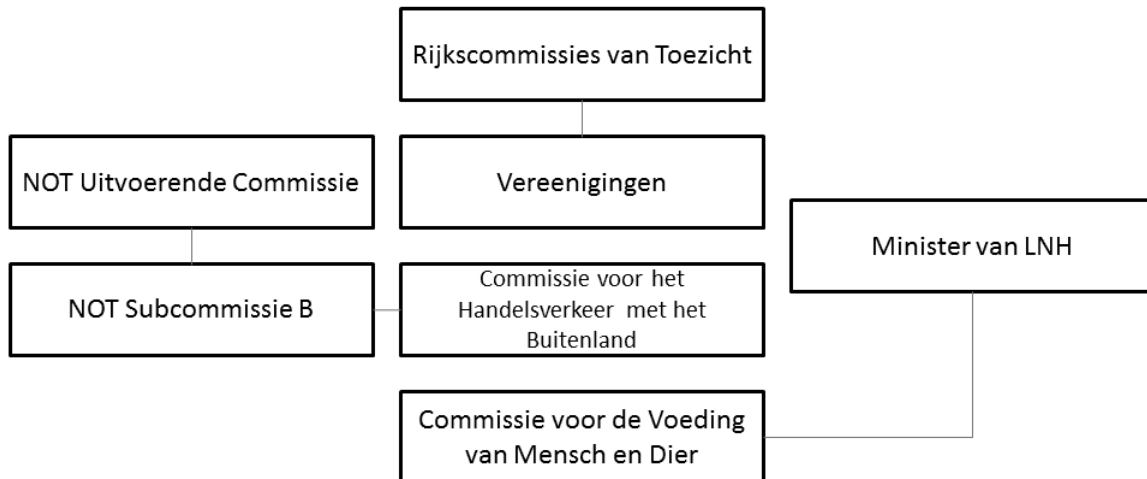 Rijkscommissies van Toezicht
NOT Uitvoerende Commissie
Vereenigingen
Minister van LNH
NOT Subcommissie B
Commissie voor het
Handelsverkeer met het
Buitenland
Commissie voor de Voeding
van Mensch en Dier